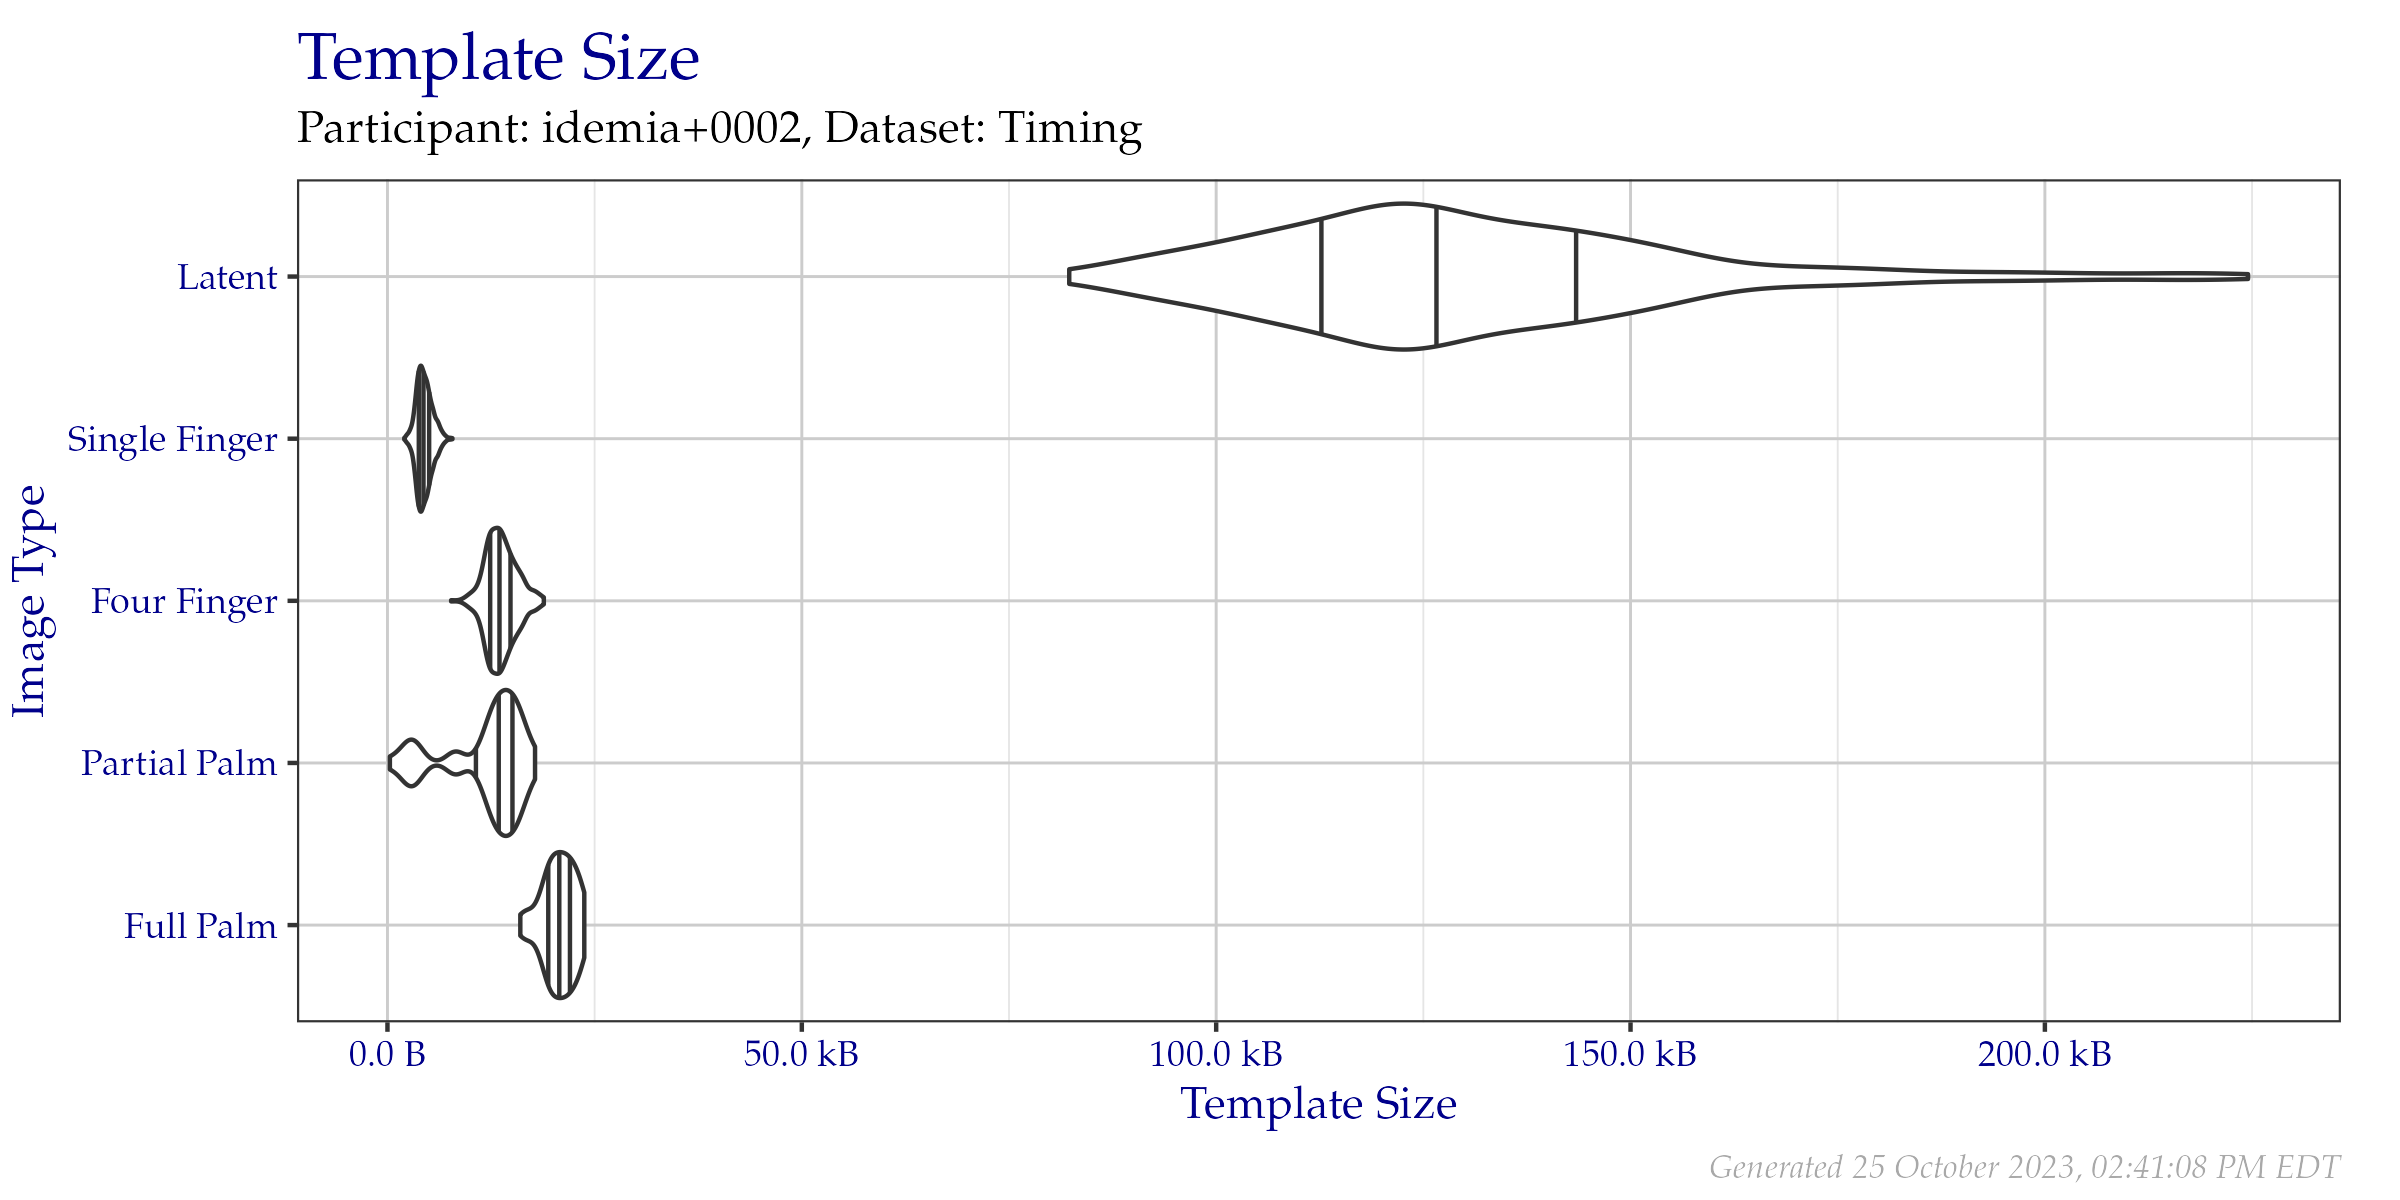 Template Size
Participant: idemia+0002, Dataset: Timing
Image Type
Latent
Single Finger
Four Finger
Partial Palm
Full Palm
0.0 B
50.0 kB
100.0 kB
150.0 kB
200.0 kB
Template Size
Generated 25 October 2023, 02:41:08 PM EDT